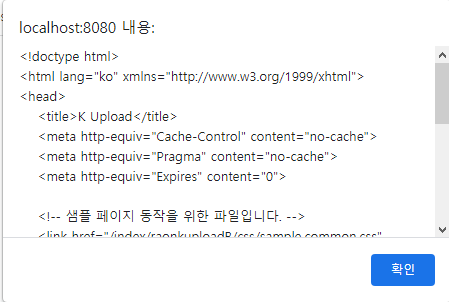 localhost:8080 내용:
<!doctype html>
<html lang="ko" xmlns="http://www.w3.org/1999/xhtml">
<head>
<title>K Upload</title>
<meta http-equiv="Cache-Control" content="no-cache">
<meta http-equiv="Pragma" content="no-cache">
<meta http-equiv="Expires" content="0">
<!-- 샘플 페이지 동작을 위한 파일입니다. -->
<link href="/index/raonkuploadB/css/sample.common.css"
확인